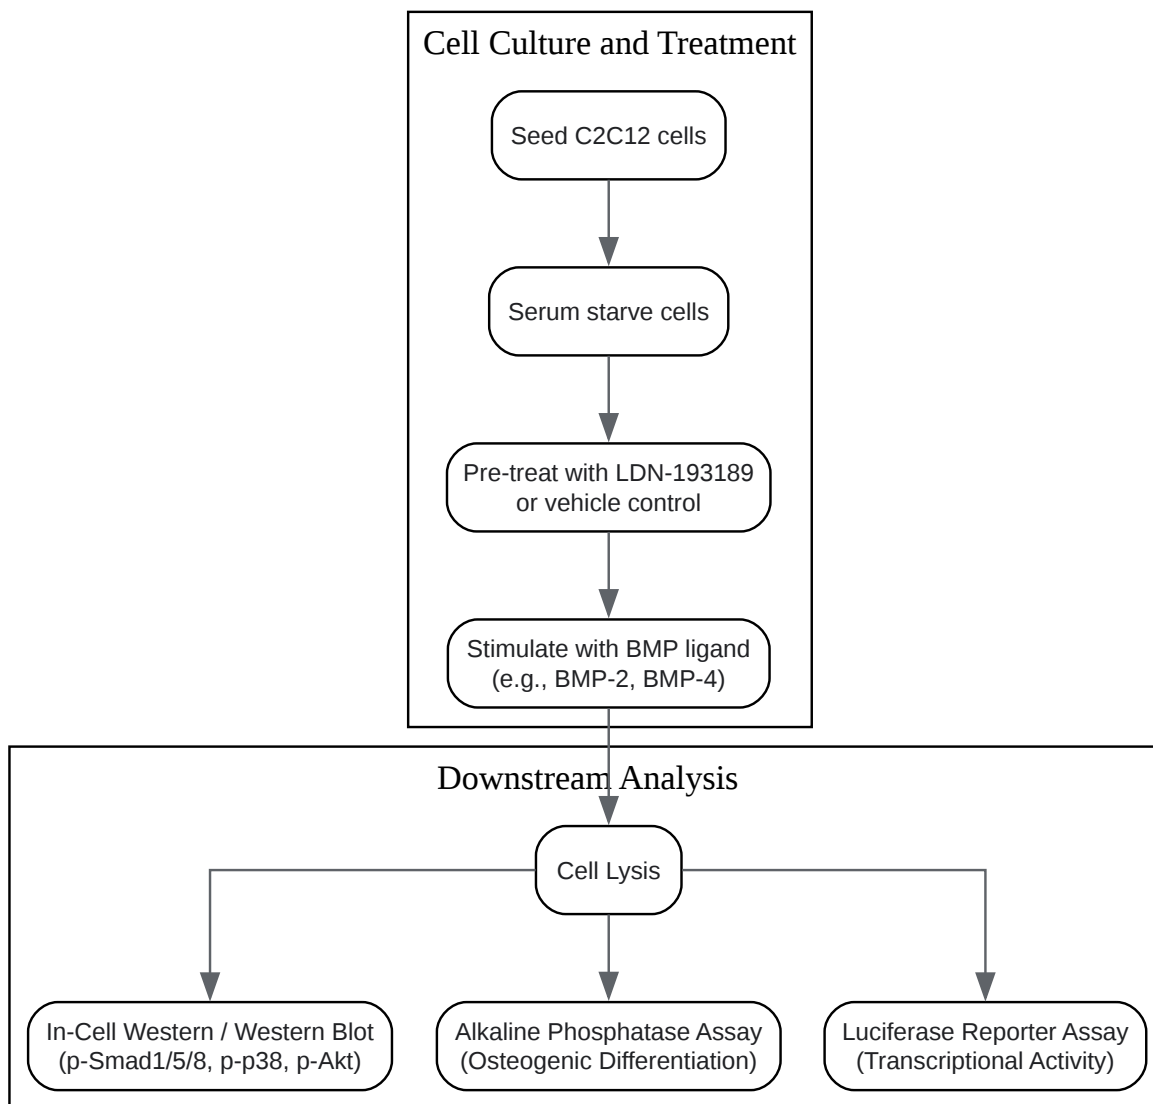 Cell Culture and Treatment
Seed C2C12 cells
Serum starve cells
Pre-treat with LDN-193189
or vehicle control
Stimulate with BMP ligand
(e.g., BMP-2, BMP-4)
Downstream Analysis
Cell Lysis
In-Cell Western / Western Blot
(p-Smad1/5/8, p-p38, p-Akt)
Alkaline Phosphatase Assay
(Osteogenic Differentiation)
Luciferase Reporter Assay
(Transcriptional Activity)